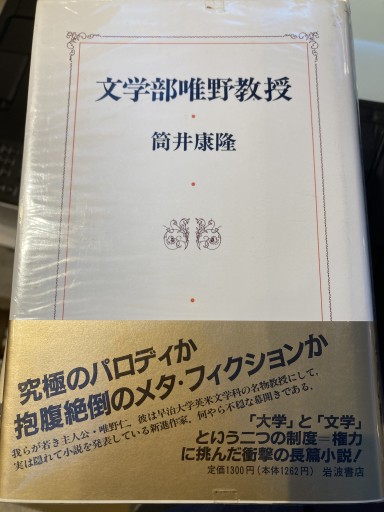 文学部唯野教授
筒井康隆
究極のパロディか
抱腹絶倒のメタ・フィクションか
我らが若き主人公・唯野仁 彼は早治大学英米文学科の名物教授にして,
実は隠れて小説を発表している新進作家. 何やら不穏な幕開きである.
「大学」と「文学」
という二つの制度=権力
に挑んだ衝撃の長篇小説!
定価1300円(本体1262円) 岩波書店